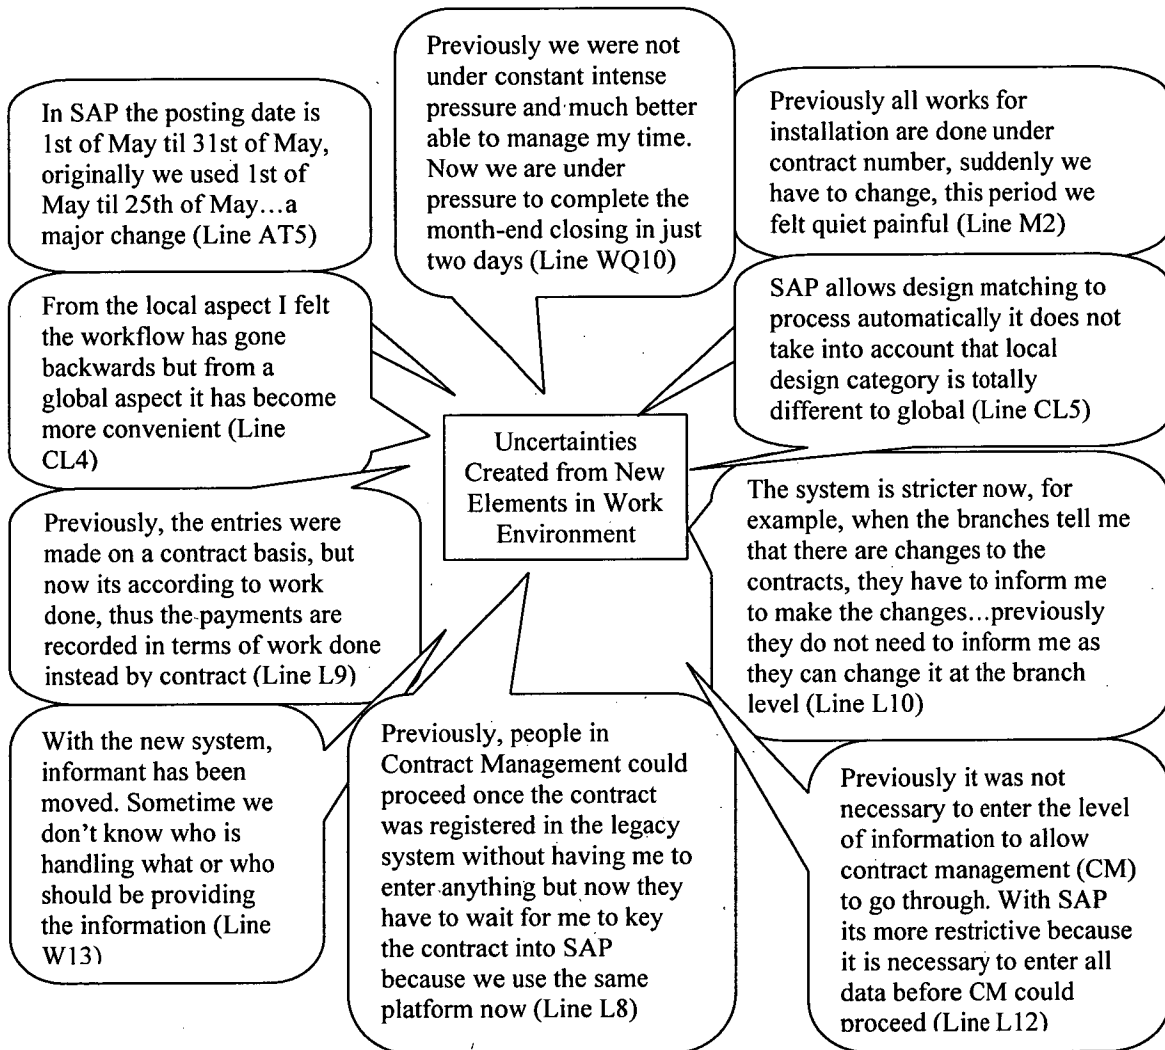 In SAP the posting date is
1st of May til 31st of May,
originally we used 1st of
May til 25th of May…a
major change (Line AT5)
Previously we were not
under constant intense
pressure and much better
able to manage my time.
Now we are under
pressure to complete the
month-end closing in just
two days (Line WQ10)
Previously all works for
installation are done under
contract number, suddenly we
have to change, this period we
felt quiet painful (Line M2)
From the local aspect I felt
the workflow has gone
backwards but from a
global aspect it has become
more convenient (Line
CL4)
SAP allows design matching to
process automatically it does not
take into account that local
design category is totally
different to global (Line CL5)
Uncertainties
Created from New
Elements in Work
Environment
Previously, the entries were
made on a contract basis, but
now its according to work
done, thus the payments are
recorded in terms of work done
instead by contract (Line L9)
The system is stricter now, for
example, when the branches tell me
that there are changes to the
contracts, they have to inform me
to make the changes…previously
they do not need to inform me as
they can change it at the branch
level (Line L10)
With the new system,
informant has been
moved. Sometime we
don't know who is
handling what or who
should be providing
the information (Line
W13)
Previously, people in
Contract Management could
proceed once the contract
was registered in the legacy
system without having me to
enter anything but now they
have to wait for me to key
the contract into SAP
because we use the same
platform now (Line L8)
Previously it was not
necessary to enter the level
of information to allow
contract management (CM)
to go through. With SAP
its more restrictive because
it is necessary to enter all
data before CM could
proceed (Line L12)